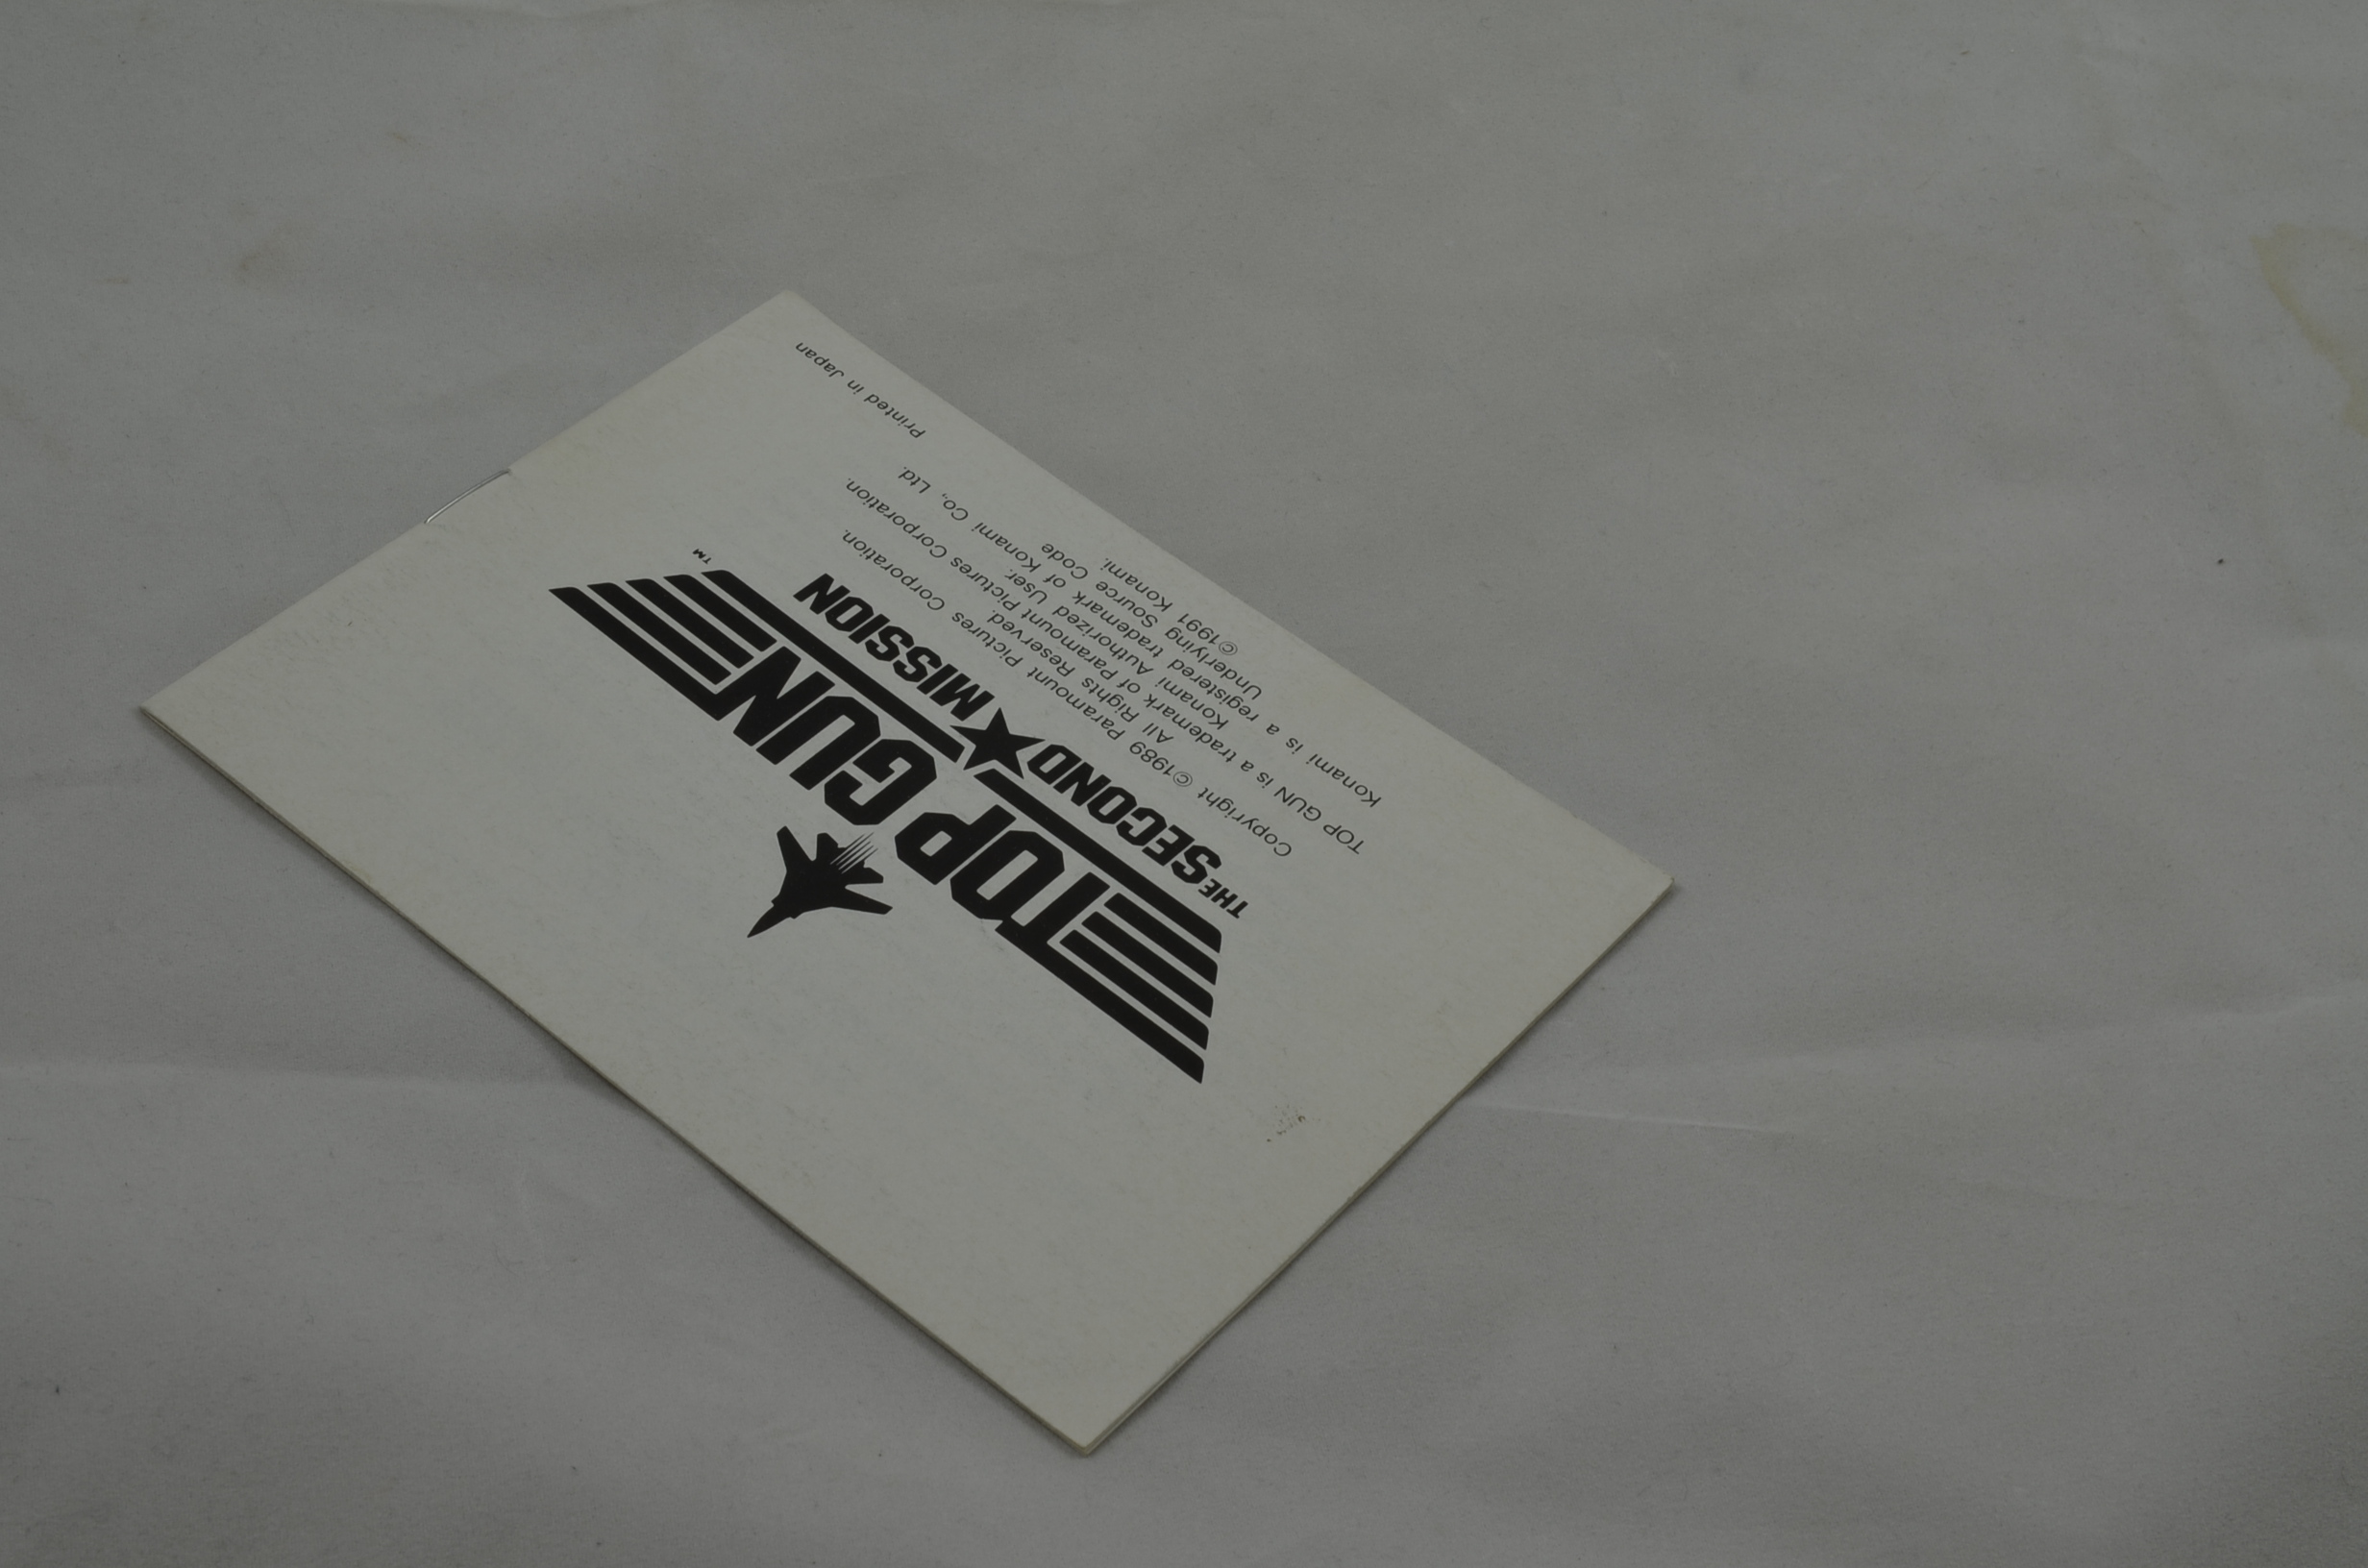 TOP GUN
THE SECOND★MISSION
™
Copyright ©1989 Paramount Pictures Corporation.
All Rights Reserved.
TOP GUN is a trademark of Paramount Pictures Corporation.
Konami Authorized User.
Konami is a registered trademark of Konami Co., Ltd.
Underlying Source Code
©1991 Konami.
Printed in Japan